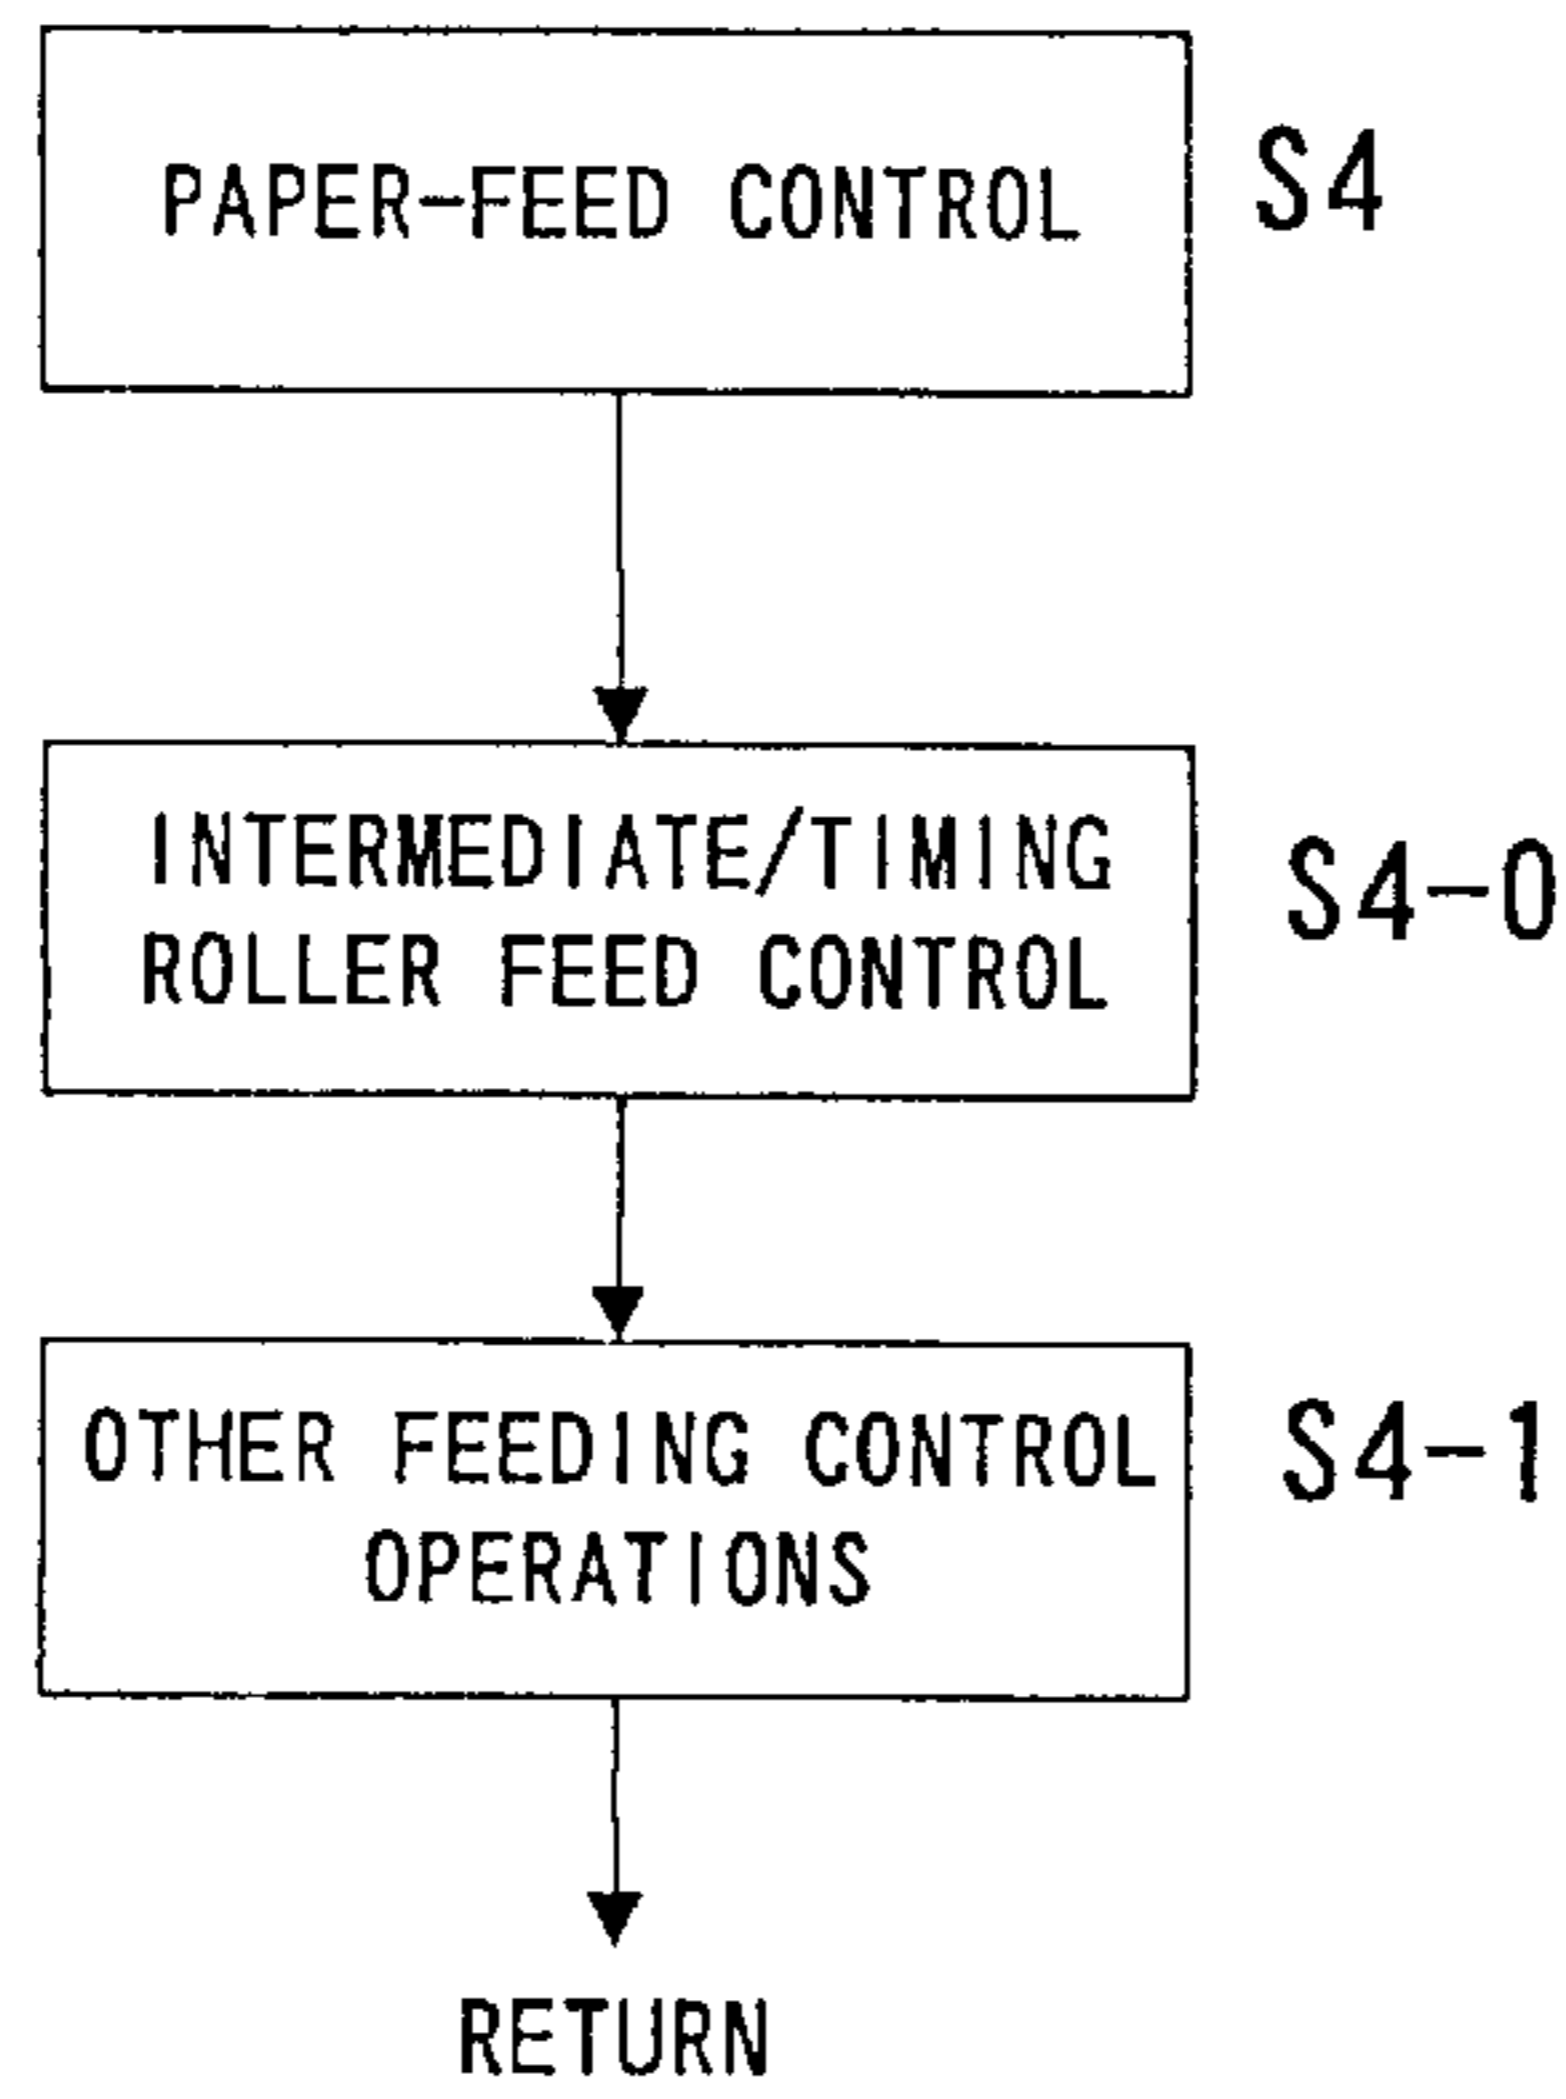 PAPER-FEED CONTROL
S4
INTERMEDIATE/TIMING
ROLLER FEED CONTROL
S4-0
OTHER FEEDING CONTROL
OPERATIONS
S4-1
RETURN